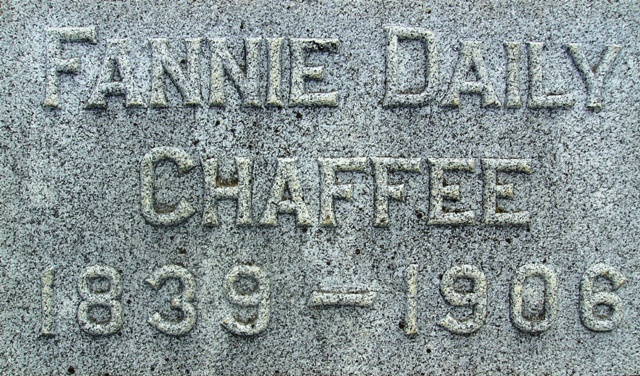 FANNIE DAILY
CHAFFEE
1839 – 1906